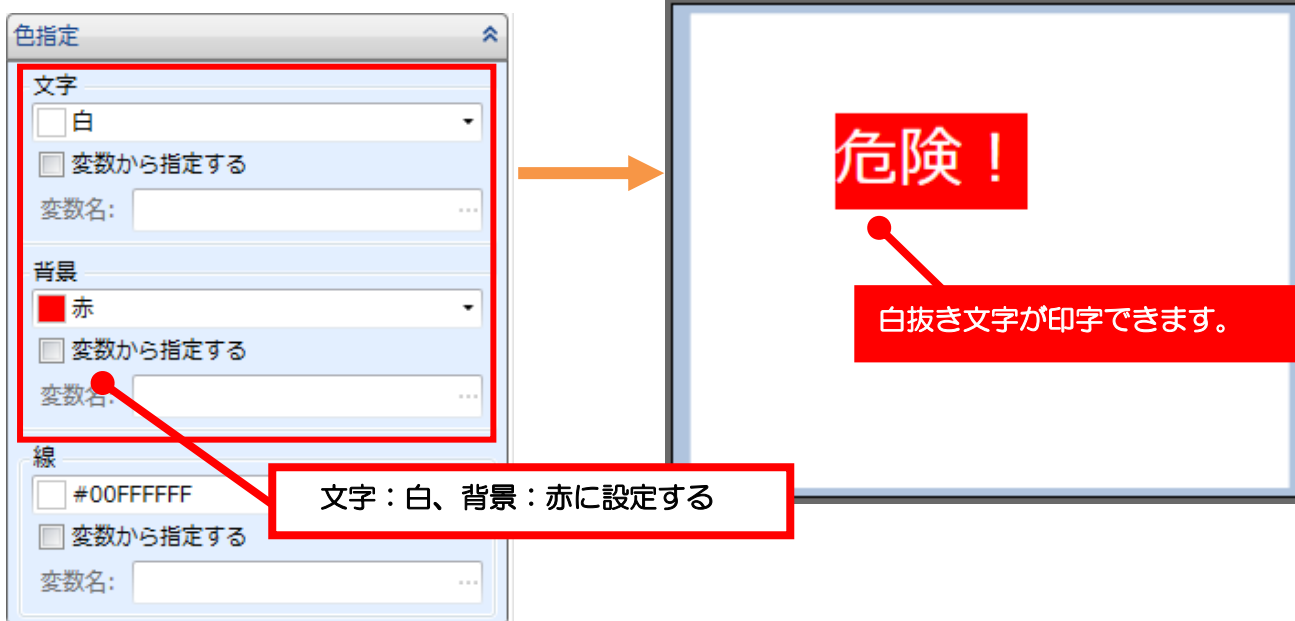 色指定
文字
白
変数から指定する
変数名: ...
背景
赤
変数から指定する
変数名: ...
線
#00FFFFFF
変数から指定する
変数名: ...
文字：白、背景：赤に設定する
危険！
白抜き文字が印字できます。